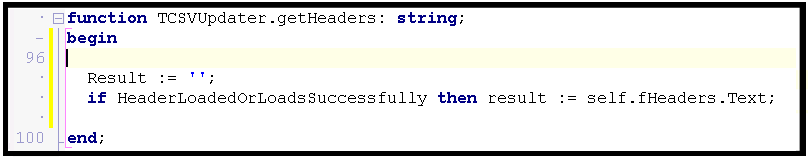 function TCSVUpdater.getHeaders: string;
begin
96
Result := '';
if HeaderLoadedOrLoadsSuccessfully then result := self.fHeaders.Text;
100 end;